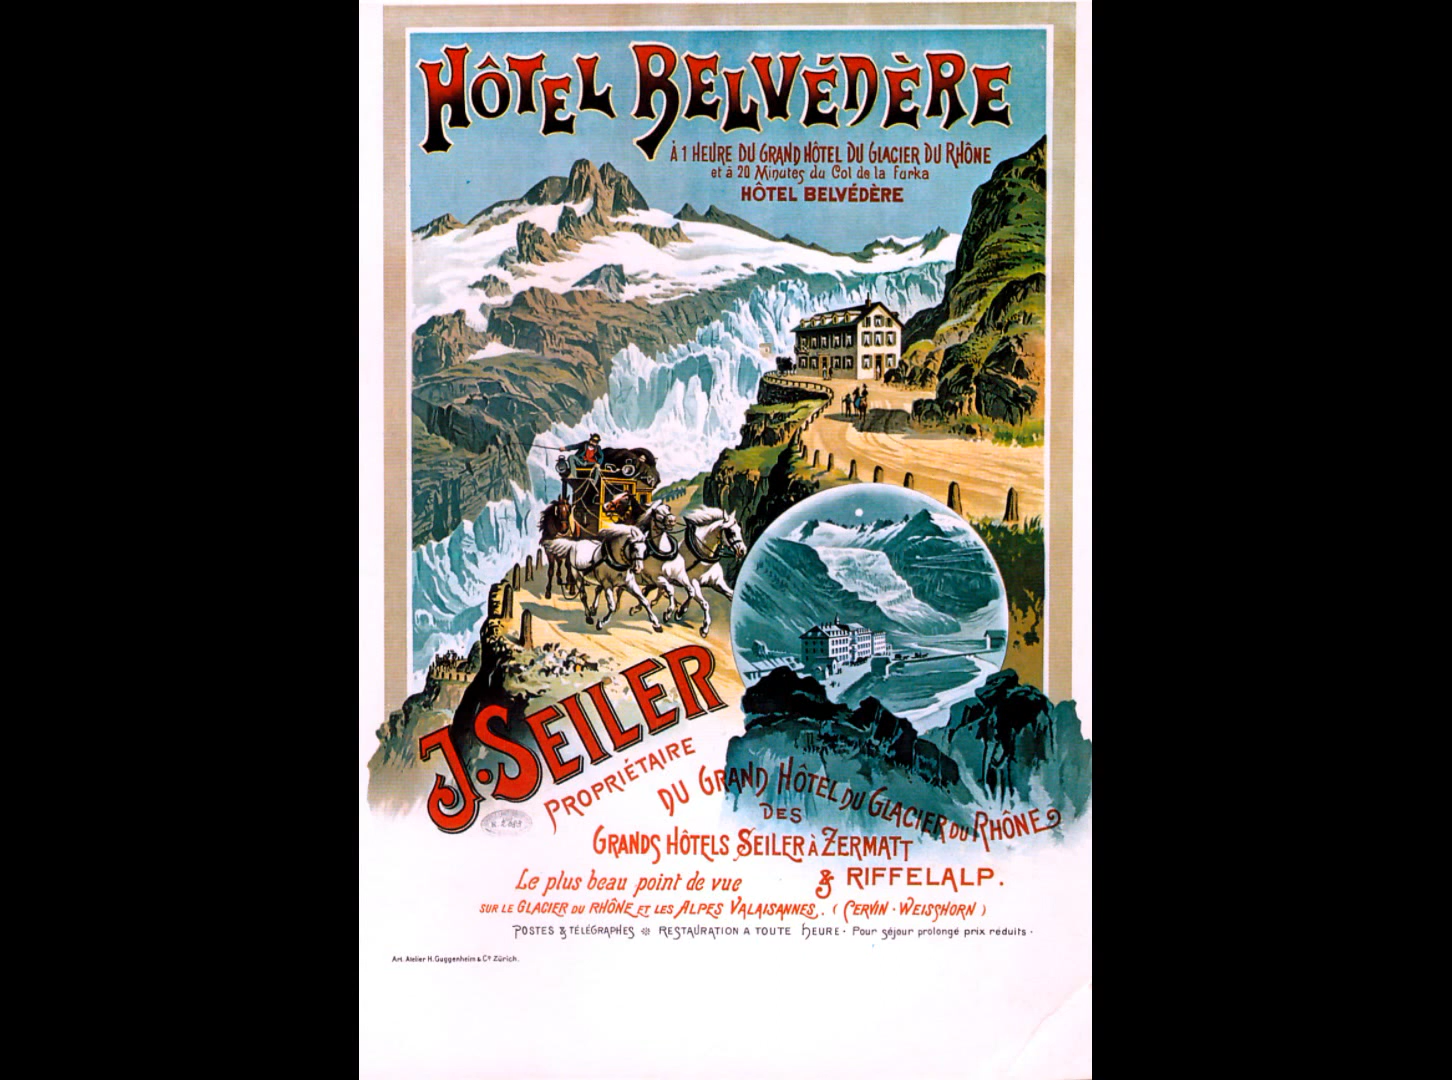 HÔTEL BELVÉDÈRE
À 1 HEURE DU GRAND HÔTEL DU GLACIER DU RHÔNE
et à 20 Minutes du Col de la Furka
HÔTEL BELVÉDÈRE
J. SEILER
PROPRIÉTAIRE
DU GRAND HÔTEL DU GLACIER DU RHÔNE
DES
GRANDS HÔTELS SEILER À ZERMATT
& RIFFELALP.
Le plus beau point de vue
SUR LE GLACIER DU RHÔNE ET LES ALPES VALAISANNES. ( CERVIN · WEISSHORN )
POSTES & TÉLÉGRAPHES ❊ RESTAURATION A TOUTE HEURE · Pour séjour prolongé prix réduits ·
Art. Atelier H. Guggenheim & Co Zürich.